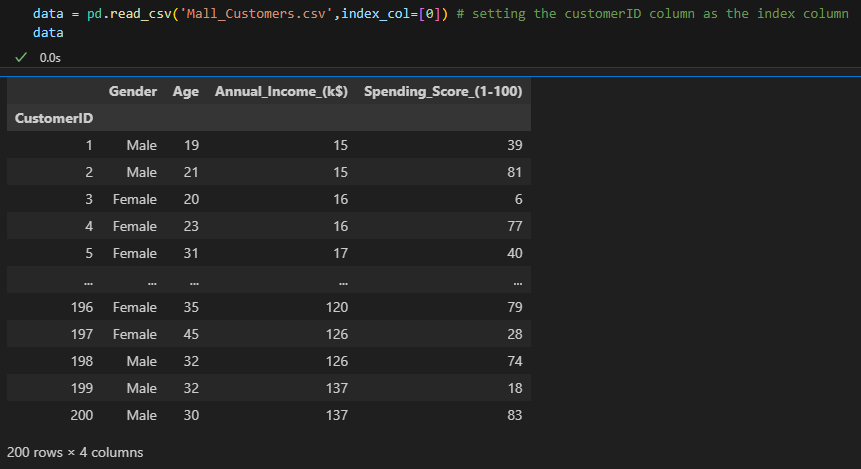 data = pd.read_csv('Mall_Customers.csv',index_col=[0]) # setting the customerID column as the index column
data
0.0s
Gender Age Annual_Income_(k$) Spending_Score_(1-100)
CustomerID
1 Male 19 15 39
2 Male 21 15 81
3 Female 20 16 6
4 Female 23 16 77
5 Female 31 17 40
... ... ... ... ...
196 Female 35 120 79
197 Female 45 126 28
198 Male 32 126 74
199 Male 32 137 18
200 Male 30 137 83
200 rows × 4 columns